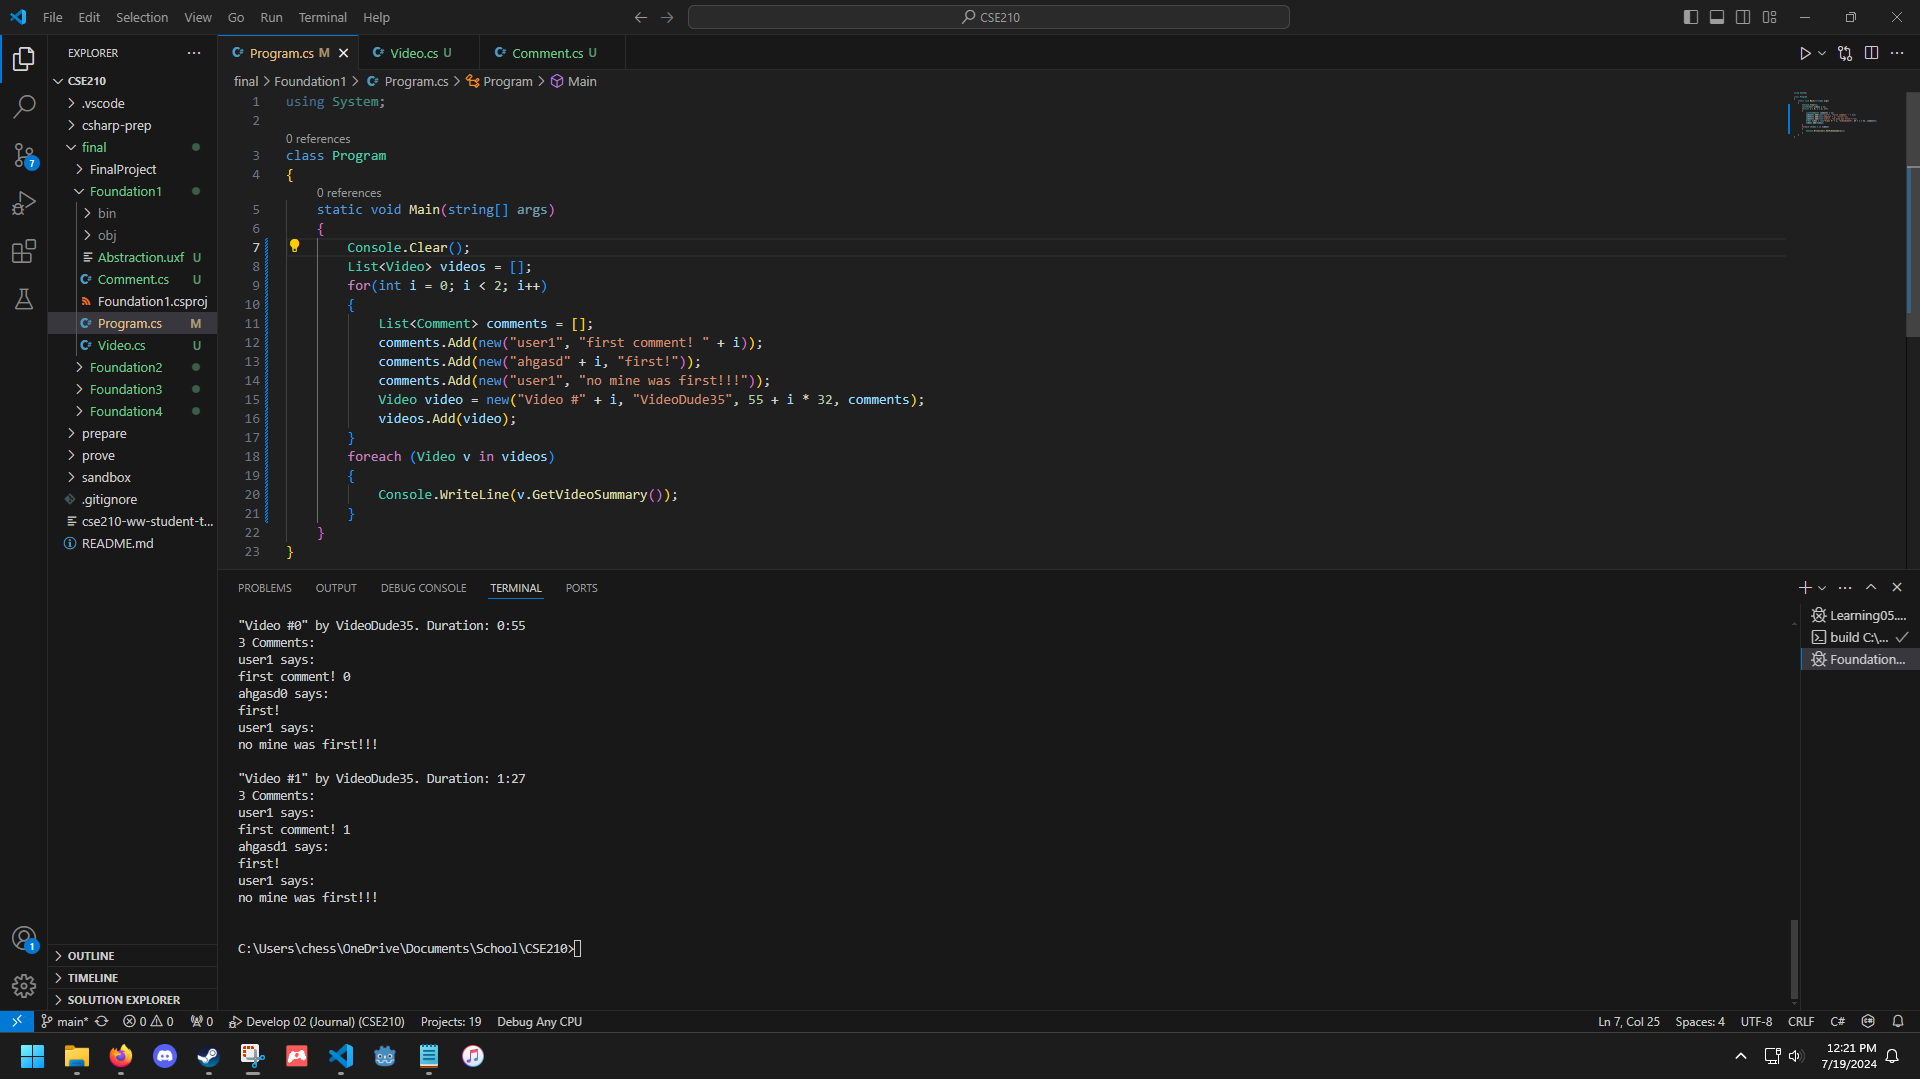 File Edit Selection View Go Run Terminal Help
CSE210
EXPLORER
CSE210
.vscode
csharp-prep
final
FinalProject
Foundation1
bin
obj
Abstraction.uxf U
Comment.cs U
Foundation1.csproj
Program.cs M
Video.cs U
Foundation2
Foundation3
Foundation4
prepare
prove
sandbox
.gitignore
cse210-ww-student-t...
README.md
OUTLINE
TIMELINE
SOLUTION EXPLORER
Program.cs M
Video.cs U
Comment.cs U
final > Foundation1 > Program.cs > Program > Main
1 using System;
2
0 references
3 class Program
4 {
0 references
5 static void Main(string[] args)
6 {
7 Console.Clear();
8 List<Video> videos = [];
9 for(int i = 0; i < 2; i++)
10 {
11 List<Comment> comments = [];
12 comments.Add(new("user1", "first comment! " + i));
13 comments.Add(new("ahgasd" + i, "first!"));
14 comments.Add(new("user1", "no mine was first!!!"));
15 Video video = new("Video #" + i, "VideoDude35", 55 + i * 32, comments);
16 videos.Add(video);
17 }
18 foreach (Video v in videos)
19 {
20 Console.WriteLine(v.GetVideoSummary());
21 }
22 }
23 }
PROBLEMS OUTPUT DEBUG CONSOLE TERMINAL PORTS
"Video #0" by VideoDude35. Duration: 0:55
3 Comments:
user1 says:
first comment! 0
ahgasd0 says:
first!
user1 says:
no mine was first!!!
"Video #1" by VideoDude35. Duration: 1:27
3 Comments:
user1 says:
first comment! 1
ahgasd1 says:
first!
user1 says:
no mine was first!!!
C:\Users\chess\OneDrive\Documents\School\CSE210>
Learning05....
build C:\...
Foundation...
7
1
main* 0 0 0 Develop 02 (Journal) (CSE210) Projects: 19 Debug Any CPU
Ln 7, Col 25 Spaces: 4 UTF-8 CRLF C#
12:21 PM
7/19/2024